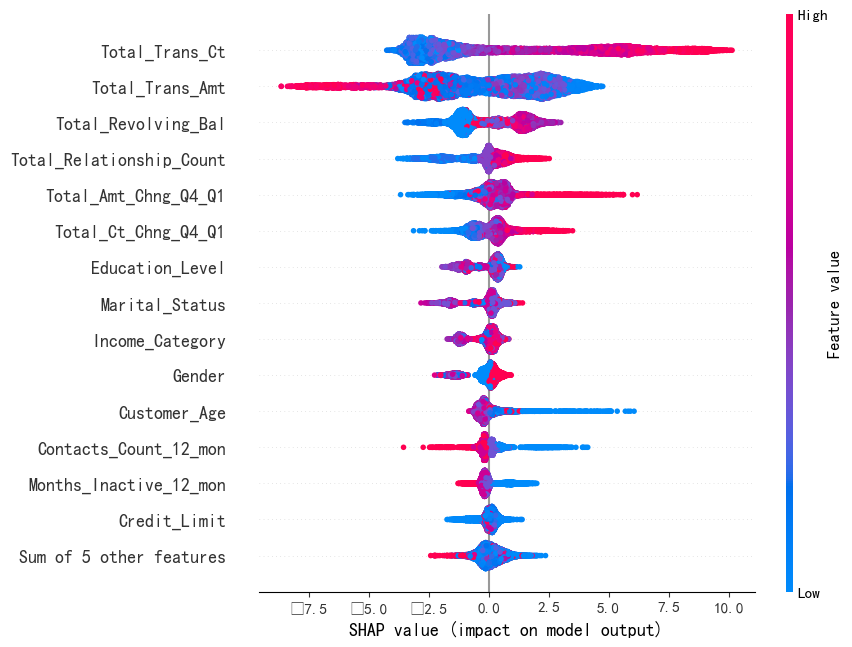 High
Total_Trans_Ct
Total_Trans_Amt
Total_Revolving_Bal
Total_Relationship_Count
Total_Amt_Chng_Q4_Q1
Total_Ct_Chng_Q4_Q1
Education_Level
Marital_Status
Income_Category
Gender
Customer_Age
Contacts_Count_12_mon
Months_Inactive_12_mon
Credit_Limit
Sum of 5 other features
Feature value
Low
□7.5 □5.0 □2.5 0.0 2.5 5.0 7.5 10.0
SHAP value (impact on model output)